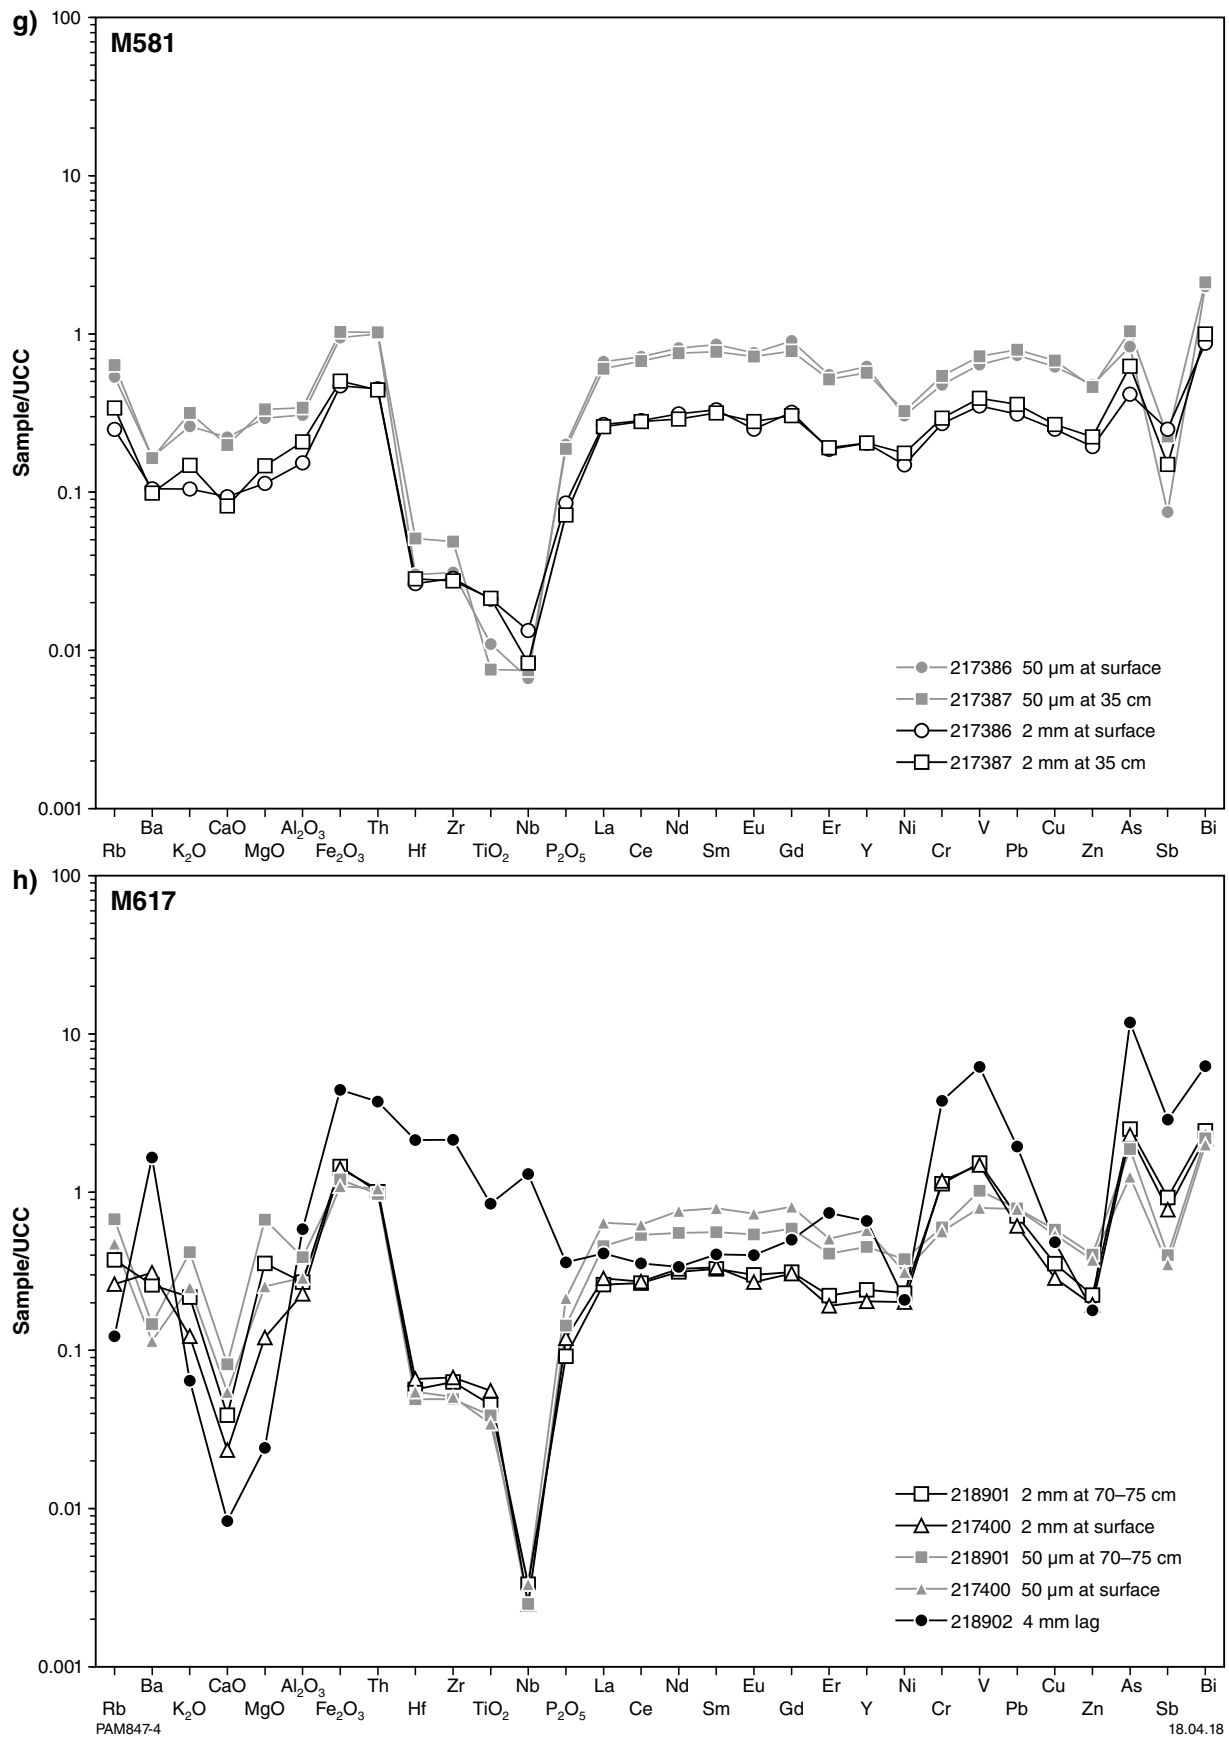 g)
M581
100
10
1
0.1
0.01
0.001
Sample/UCC
217386 50 µm at surface
217387 50 µm at 35 cm
217386 2 mm at surface
217387 2 mm at 35 cm
Ba CaO Al₂O₃ Th Zr Nb La Nd Eu Er Ni V Cu As Bi
Rb K₂O MgO Fe₂O₃ Hf TiO₂ P₂O₅ Ce Sm Gd Y Cr Pb Zn Sb
h)
M617
100
10
1
0.1
0.01
0.001
Sample/UCC
218901 2 mm at 70–75 cm
217400 2 mm at surface
218901 50 µm at 70–75 cm
217400 50 µm at surface
218902 4 mm lag
Ba CaO Al₂O₃ Th Zr Nb La Nd Eu Er Ni V Cu As Bi
Rb K₂O MgO Fe₂O₃ Hf TiO₂ P₂O₅ Ce Sm Gd Y Cr Pb Zn Sb
PAM847-4 18.04.18